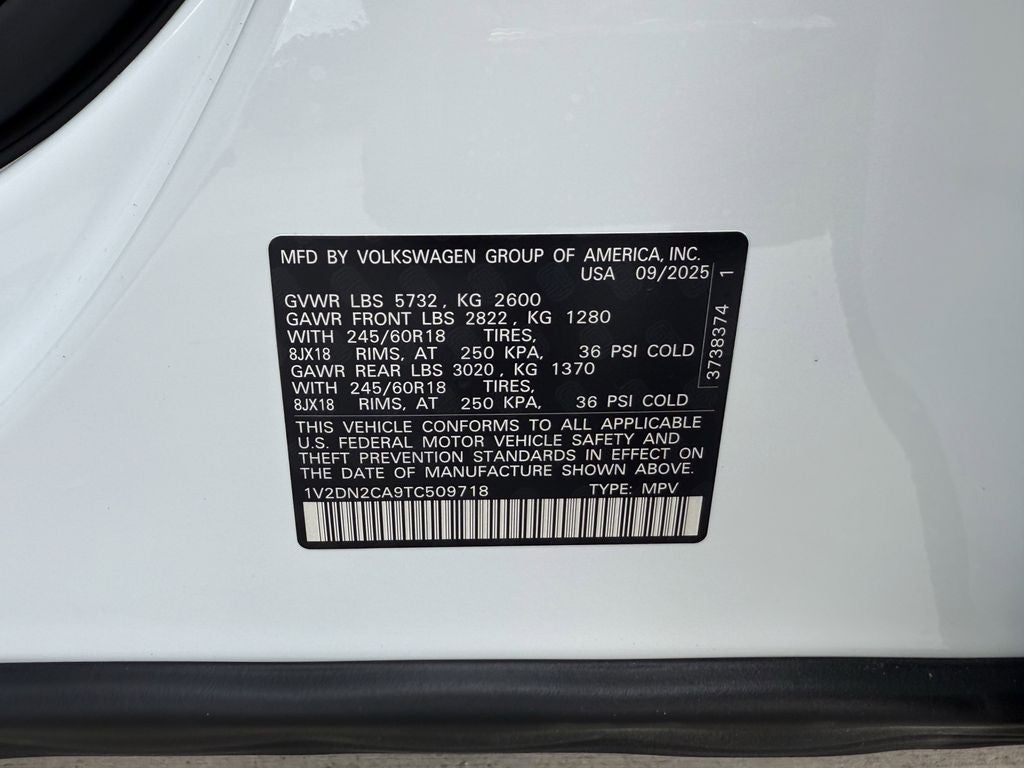 MFD BY VOLKSWAGEN GROUP OF AMERICA, INC.
USA 09/2025
GVWR LBS 5732, KG 2600
GAWR FRONT LBS 2822, KG 1280
WITH 245/60R18 TIRES,
8JX18 RIMS, AT 250 KPA, 36 PSI COLD
GAWR REAR LBS 3020, KG 1370
WITH 245/60R18 TIRES,
8JX18 RIMS, AT 250 KPA, 36 PSI COLD
3738374 1
THIS VEHICLE CONFORMS TO ALL APPLICABLE
U.S. FEDERAL MOTOR VEHICLE SAFETY AND
THEFT PREVENTION STANDARDS IN EFFECT ON
THE DATE OF MANUFACTURE SHOWN ABOVE.
1V2DN2CA9TC509718 TYPE: MPV